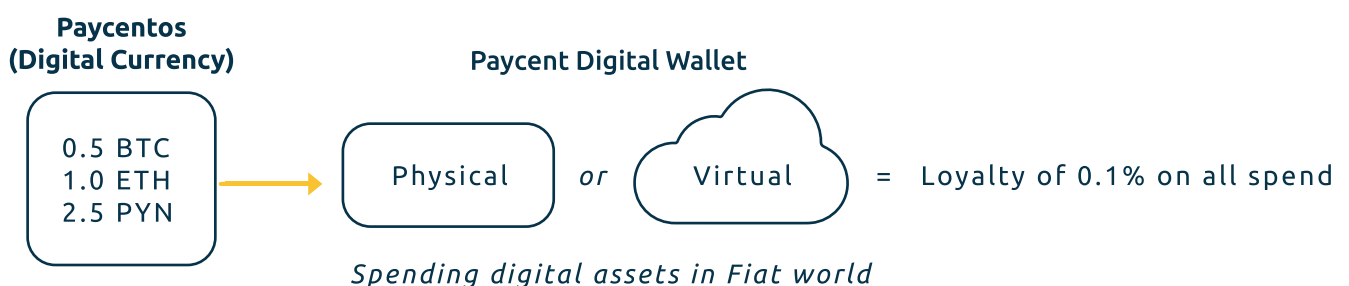 Paycentos
(Digital Currency)
Paycent Digital Wallet
0.5 BTC
1.0 ETH
2.5 PYN
Physical
or
Virtual
= Loyalty of 0.1% on all spend
Spending digital assets in Fiat world